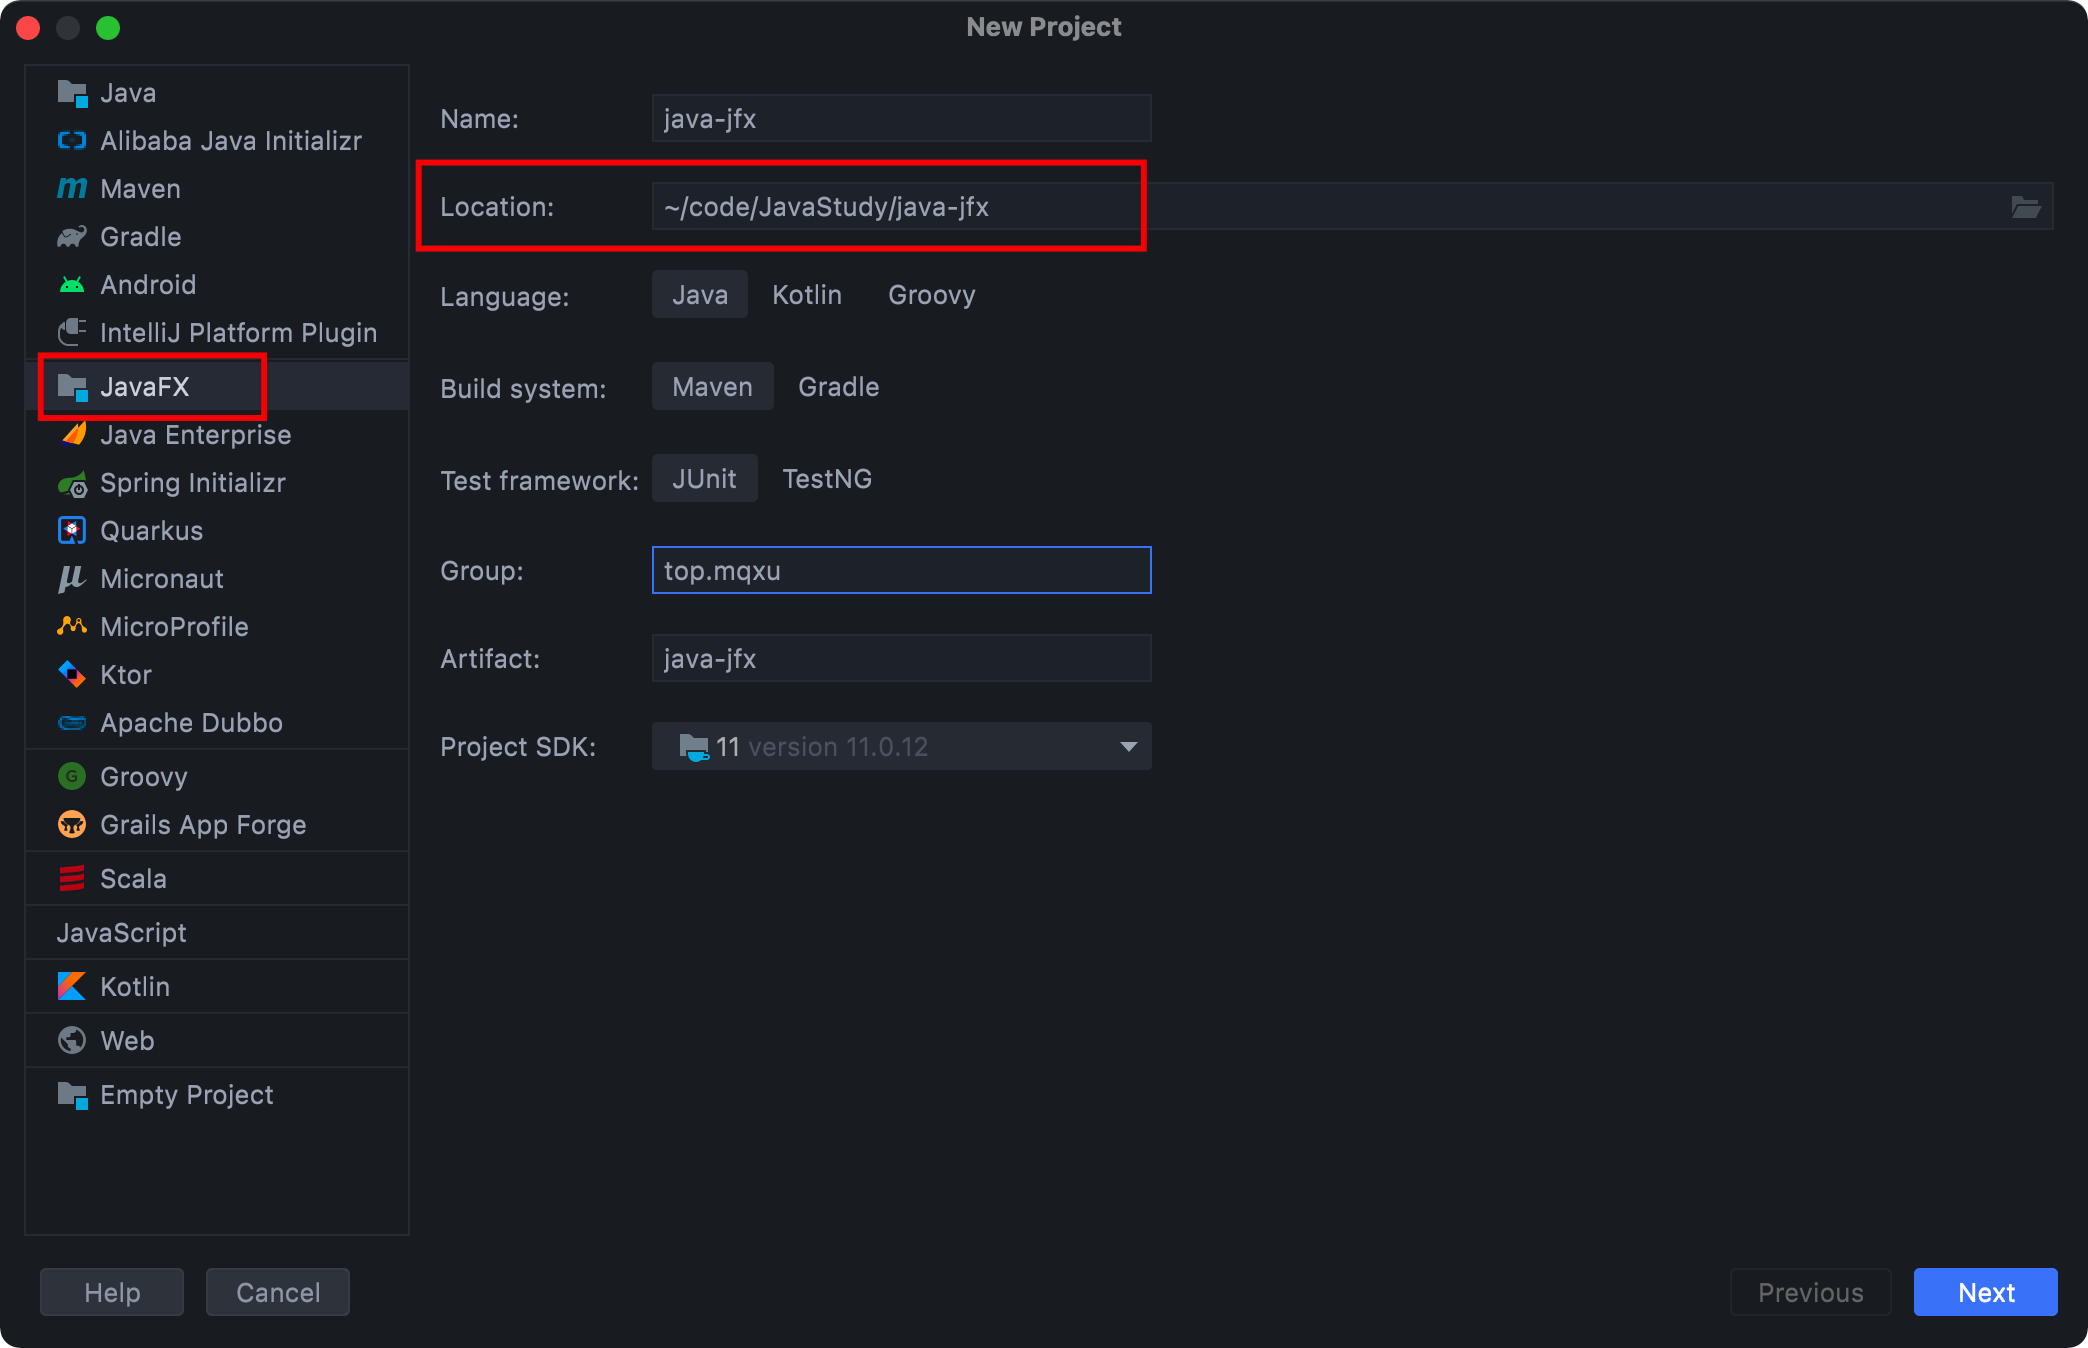 New Project
Java
Alibaba Java Initializr
Maven
Gradle
Android
IntelliJ Platform Plugin
JavaFX
Java Enterprise
Spring Initializr
Quarkus
Micronaut
MicroProfile
Ktor
Apache Dubbo
G Groovy
Grails App Forge
Scala
JavaScript
Kotlin
Web
Empty Project
Name: java-jfx
Location: ~/code/JavaStudy/java-jfx
Language: Java Kotlin Groovy
Build system: Maven Gradle
Test framework: JUnit TestNG
Group: top.mqxu
Artifact: java-jfx
Project SDK: 11 version 11.0.12
Help Cancel Previous Next